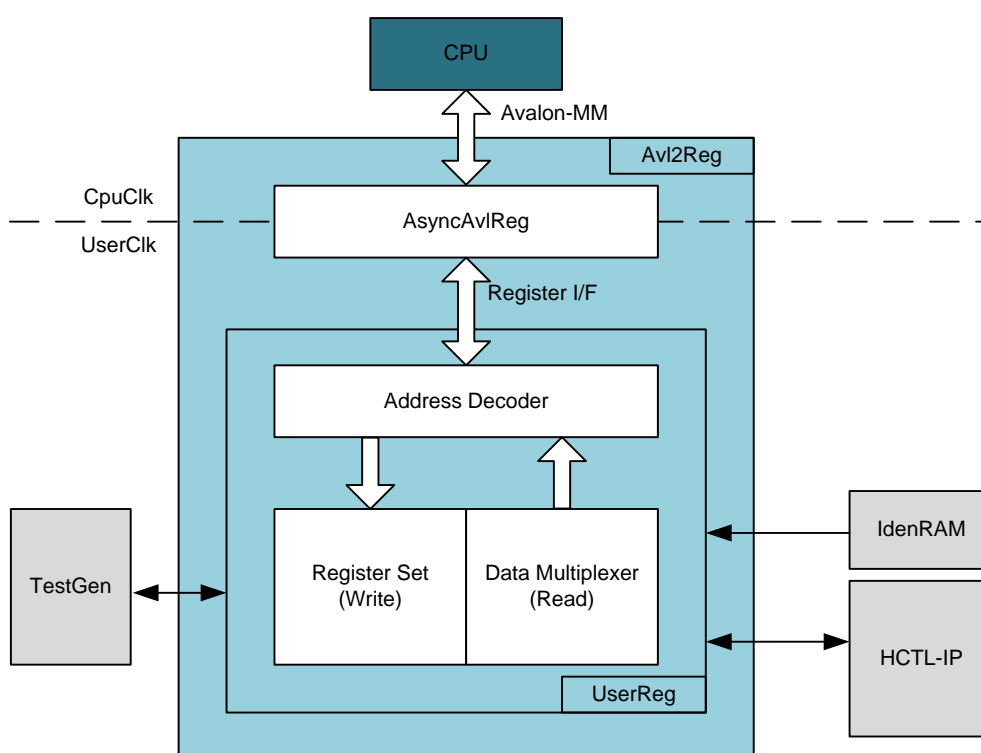 CPU
Avalon-MM
Avl2Reg
CpuClk
AsyncAvlReg
UserClk
Register I/F
Address Decoder
IdenRAM
Register Set
(Write)
Data Multiplexer
(Read)
TestGen
HCTL-IP
UserReg